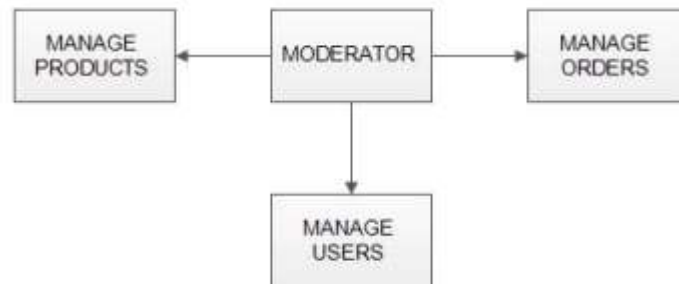 MANAGE
PRODUCTS
MODERATOR
MANAGE
ORDERS
MANAGE
USERS